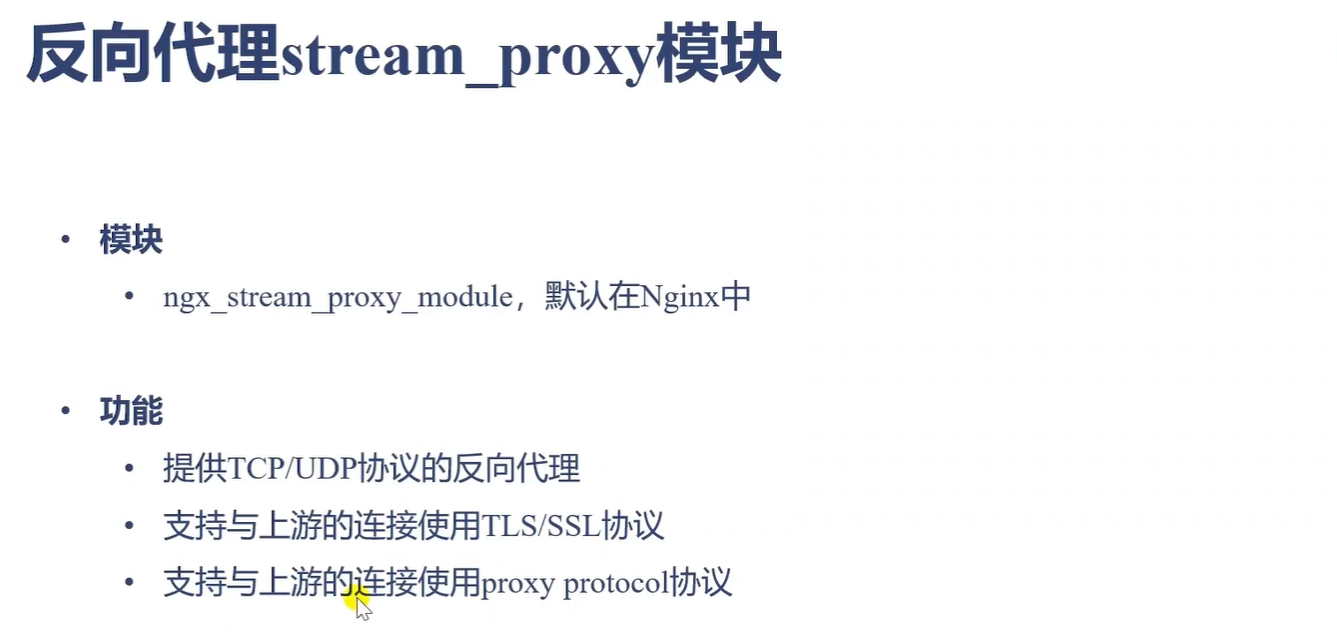 反向代理stream_proxy模块
• 模块
• ngx_stream_proxy_module，默认在Nginx中
• 功能
• 提供TCP/UDP协议的反向代理
• 支持与上游的连接使用TLS/SSL协议
• 支持与上游的连接使用proxy protocol协议